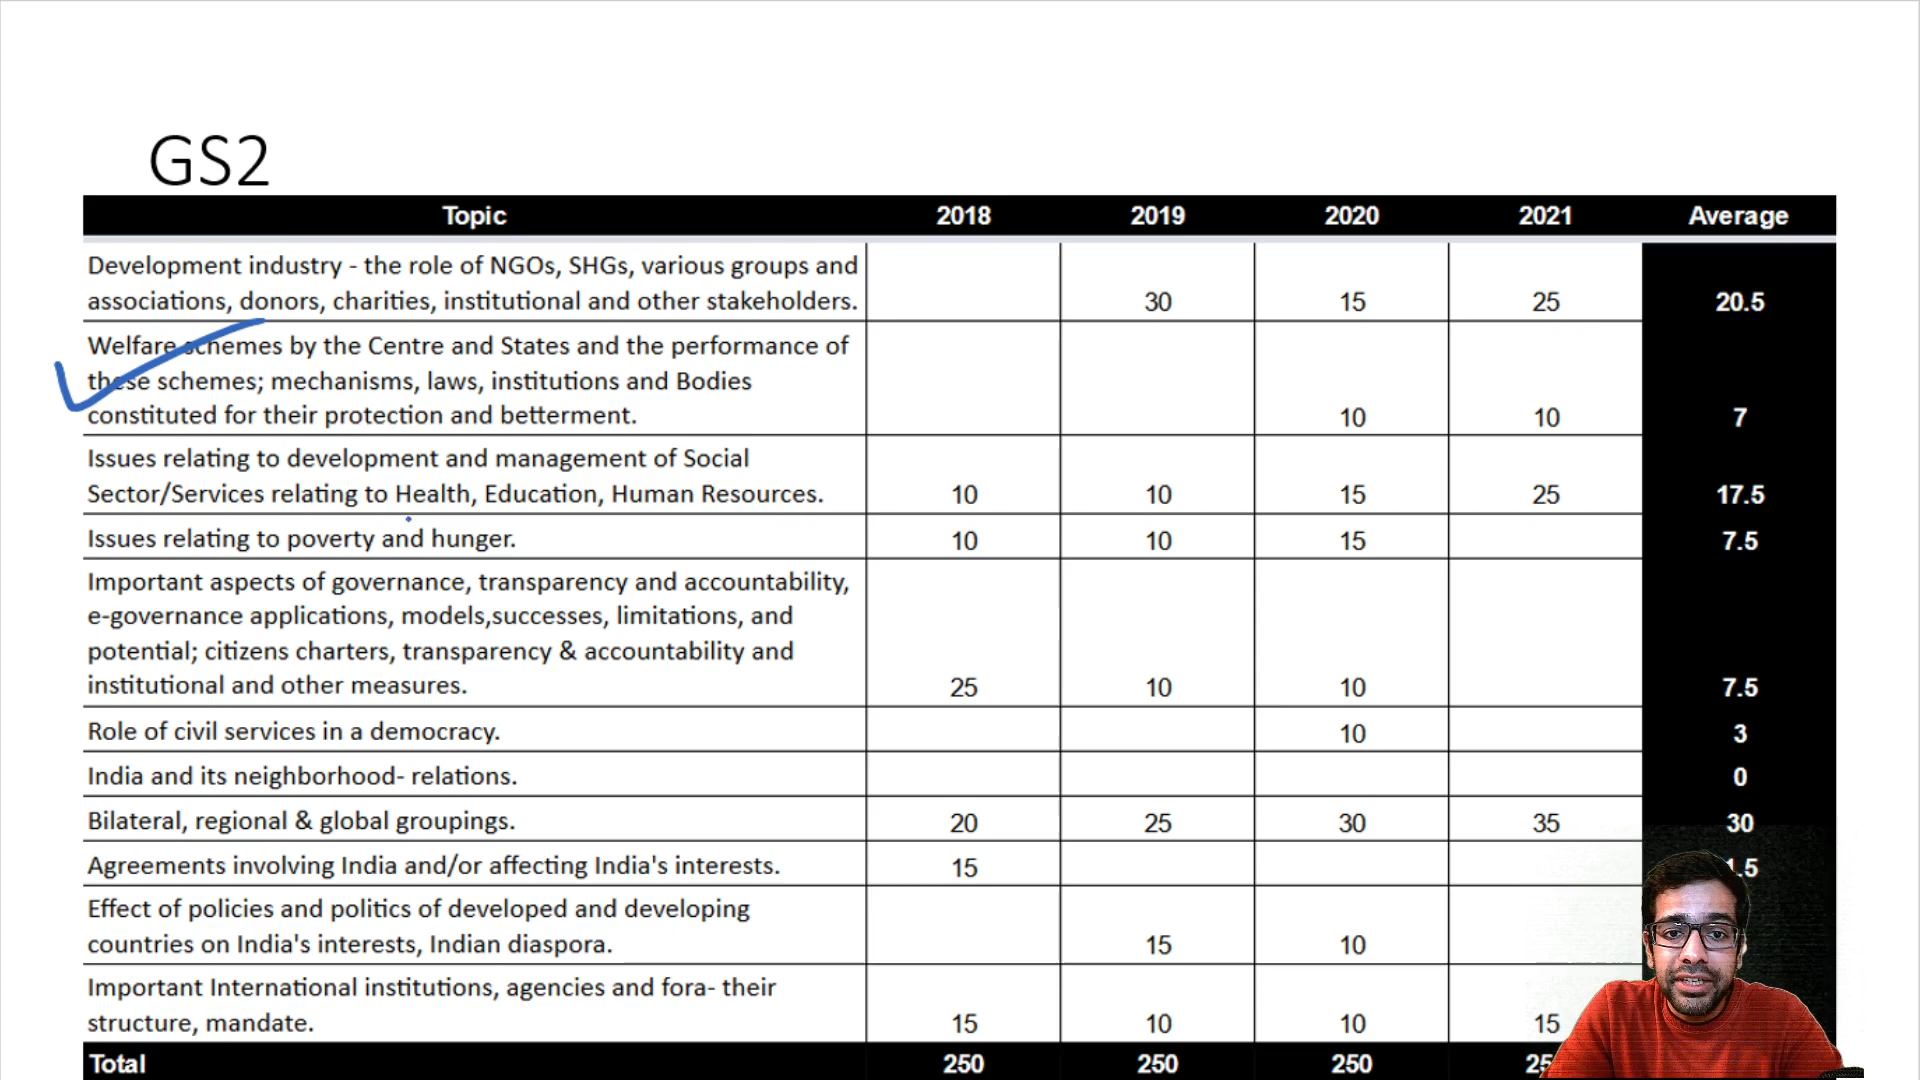 GS2
Topic 2018 2019 2020 2021 Average
Development industry - the role of NGOs, SHGs, various groups and
associations, donors, charities, institutional and other stakeholders. 30 15 25 20.5
Welfare schemes by the Centre and States and the performance of
these schemes; mechanisms, laws, institutions and Bodies
constituted for their protection and betterment. 10 10 7
Issues relating to development and management of Social
Sector/Services relating to Health, Education, Human Resources. 10 10 15 25 17.5
Issues relating to poverty and hunger. 10 10 15 7.5
Important aspects of governance, transparency and accountability,
e-governance applications, models,successes, limitations, and
potential; citizens charters, transparency & accountability and
institutional and other measures. 25 10 10 7.5
Role of civil services in a democracy. 10 3
India and its neighborhood- relations. 0
Bilateral, regional & global groupings. 20 25 30 35 30
Agreements involving India and/or affecting India's interests. 15
Effect of policies and politics of developed and developing
countries on India's interests, Indian diaspora. 15 10
Important International institutions, agencies and fora- their
structure, mandate. 15 10 10 15
Total 250 250 250